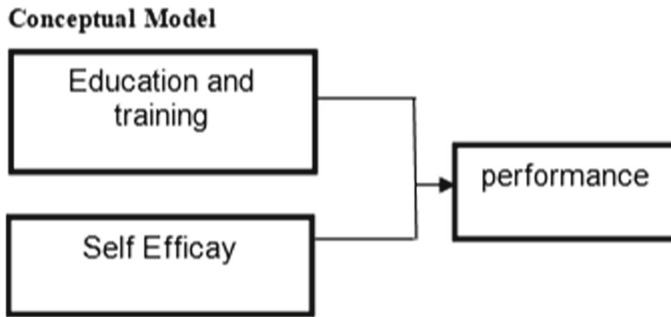 Conceptual Model
Education and
training
performance
Self Efficay